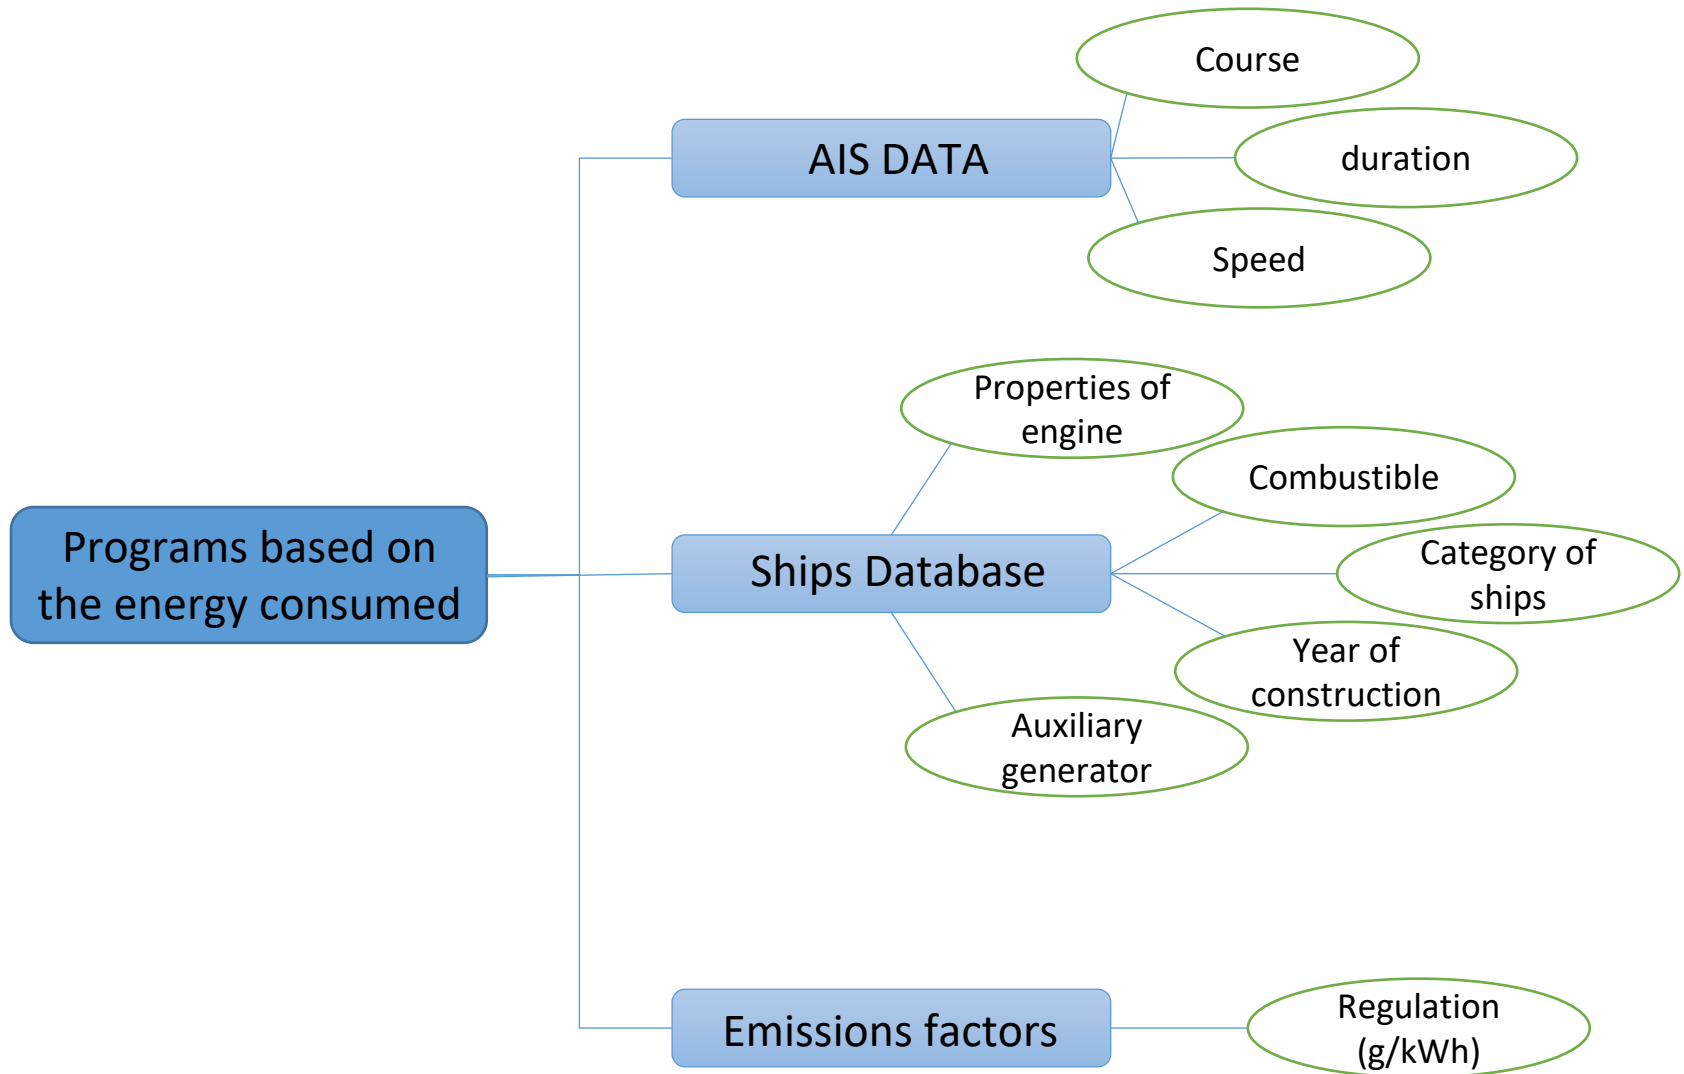 Course
AIS DATA
duration
Speed
Properties of
engine
Combustible
Programs based on
the energy consumed
Ships Database
Category of
ships
Year of
construction
Auxiliary
generator
Emissions factors
Regulation
(g/kWh)